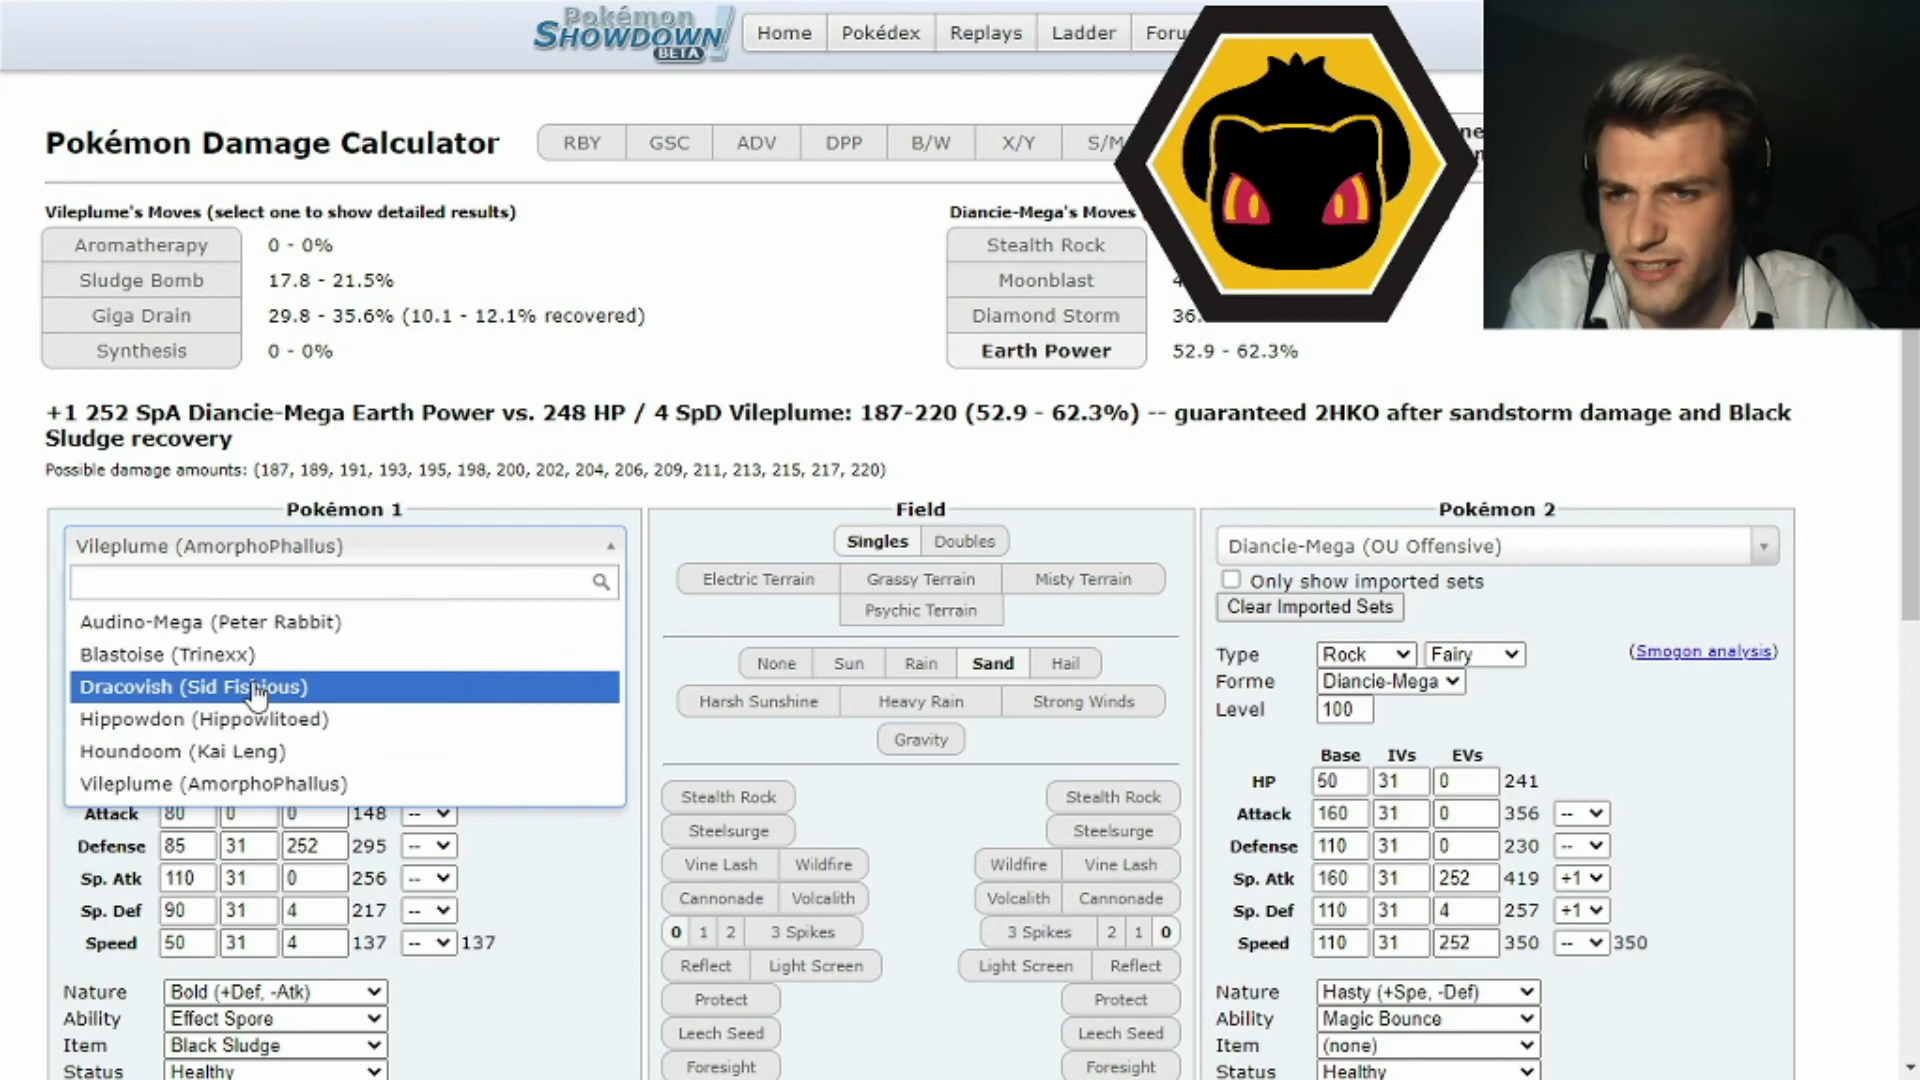 Pokémon
SHOWDOWN!
BETA
Home Pokédex Replays Ladder
Pokémon Damage Calculator
RBY GSC ADV DPP B/W X/Y S/M
Vileplume's Moves (select one to show detailed results)
Aromatherapy 0 - 0%
Sludge Bomb 17.8 - 21.5%
Giga Drain 29.8 - 35.6% (10.1 - 12.1% recovered)
Synthesis 0 - 0%
Diancie-Mega's Moves
Stealth Rock
Moonblast
Diamond Storm 36.
Earth Power 52.9 - 62.3%
+1 252 SpA Diancie-Mega Earth Power vs. 248 HP / 4 SpD Vileplume: 187-220 (52.9 - 62.3%) -- guaranteed 2HKO after sandstorm damage and Black
Sludge recovery
Possible damage amounts: (187, 189, 191, 193, 195, 198, 200, 202, 204, 206, 209, 211, 213, 215, 217, 220)
Pokémon 1
Vileplume (AmorphoPhallus)
Audino-Mega (Peter Rabbit)
Blastoise (Trinexx)
Dracovish (Sid Fishious)
Hippowdon (Hippowlitoed)
Houndoom (Kai Leng)
Vileplume (AmorphoPhallus)
Attack 80 0 0 148 --
Defense 85 31 252 295 --
Sp. Atk 110 31 0 256 --
Sp. Def 90 31 4 217 --
Speed 50 31 4 137 -- 137
Nature Bold (+Def, -Atk)
Ability Effect Spore
Item Black Sludge
Status Healthy
Field
Singles Doubles
Electric Terrain Grassy Terrain Misty Terrain
Psychic Terrain
None Sun Rain Sand Hail
Harsh Sunshine Heavy Rain Strong Winds
Gravity
Stealth Rock Stealth Rock
Steelsurge Steelsurge
Vine Lash Wildfire Wildfire Vine Lash
Cannonade Volcalith Volcalith Cannonade
0 1 2 3 Spikes 3 Spikes 2 1 0
Reflect Light Screen Light Screen Reflect
Protect Protect
Leech Seed Leech Seed
Foresight Foresight
Pokémon 2
Diancie-Mega (OU Offensive)
Only show imported sets
Clear Imported Sets
Type Rock Fairy (Smogon analysis)
Forme Diancie-Mega
Level 100
Base IVs EVs
HP 50 31 0 241
Attack 160 31 0 356 --
Defense 110 31 0 230 --
Sp. Atk 160 31 252 419 +1
Sp. Def 110 31 4 257 +1
Speed 110 31 252 350 -- 350
Nature Hasty (+Spe, -Def)
Ability Magic Bounce
Item (none)
Status Healthy